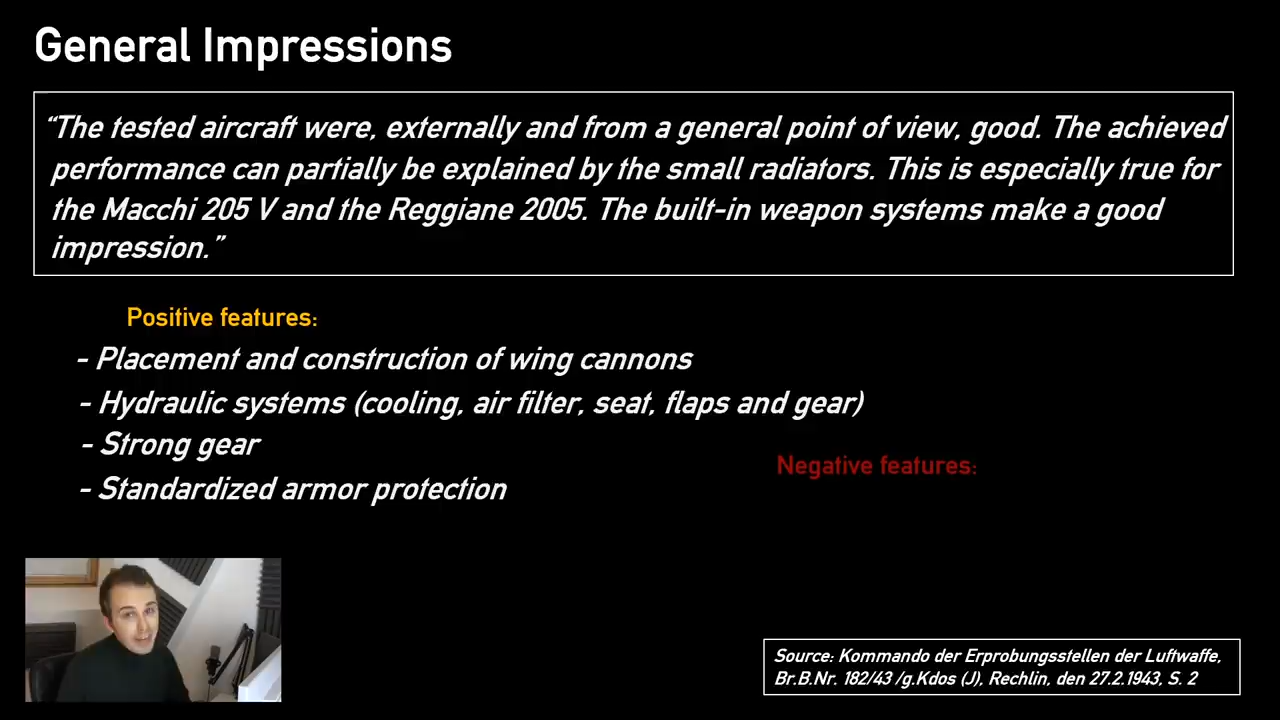 General Impressions
“The tested aircraft were, externally and from a general point of view, good. The achieved
performance can partially be explained by the small radiators. This is especially true for
the Macchi 205 V and the Reggiane 2005. The built-in weapon systems make a good
impression.”
Positive features:
- Placement and construction of wing cannons
- Hydraulic systems (cooling, air filter, seat, flaps and gear)
- Strong gear
- Standardized armor protection
Negative features:
Source: Kommando der Erprobungsstellen der Luftwaffe,
Br.B.Nr. 182/43 /g.Kdos (J), Rechlin, den 27.2.1943, S. 2